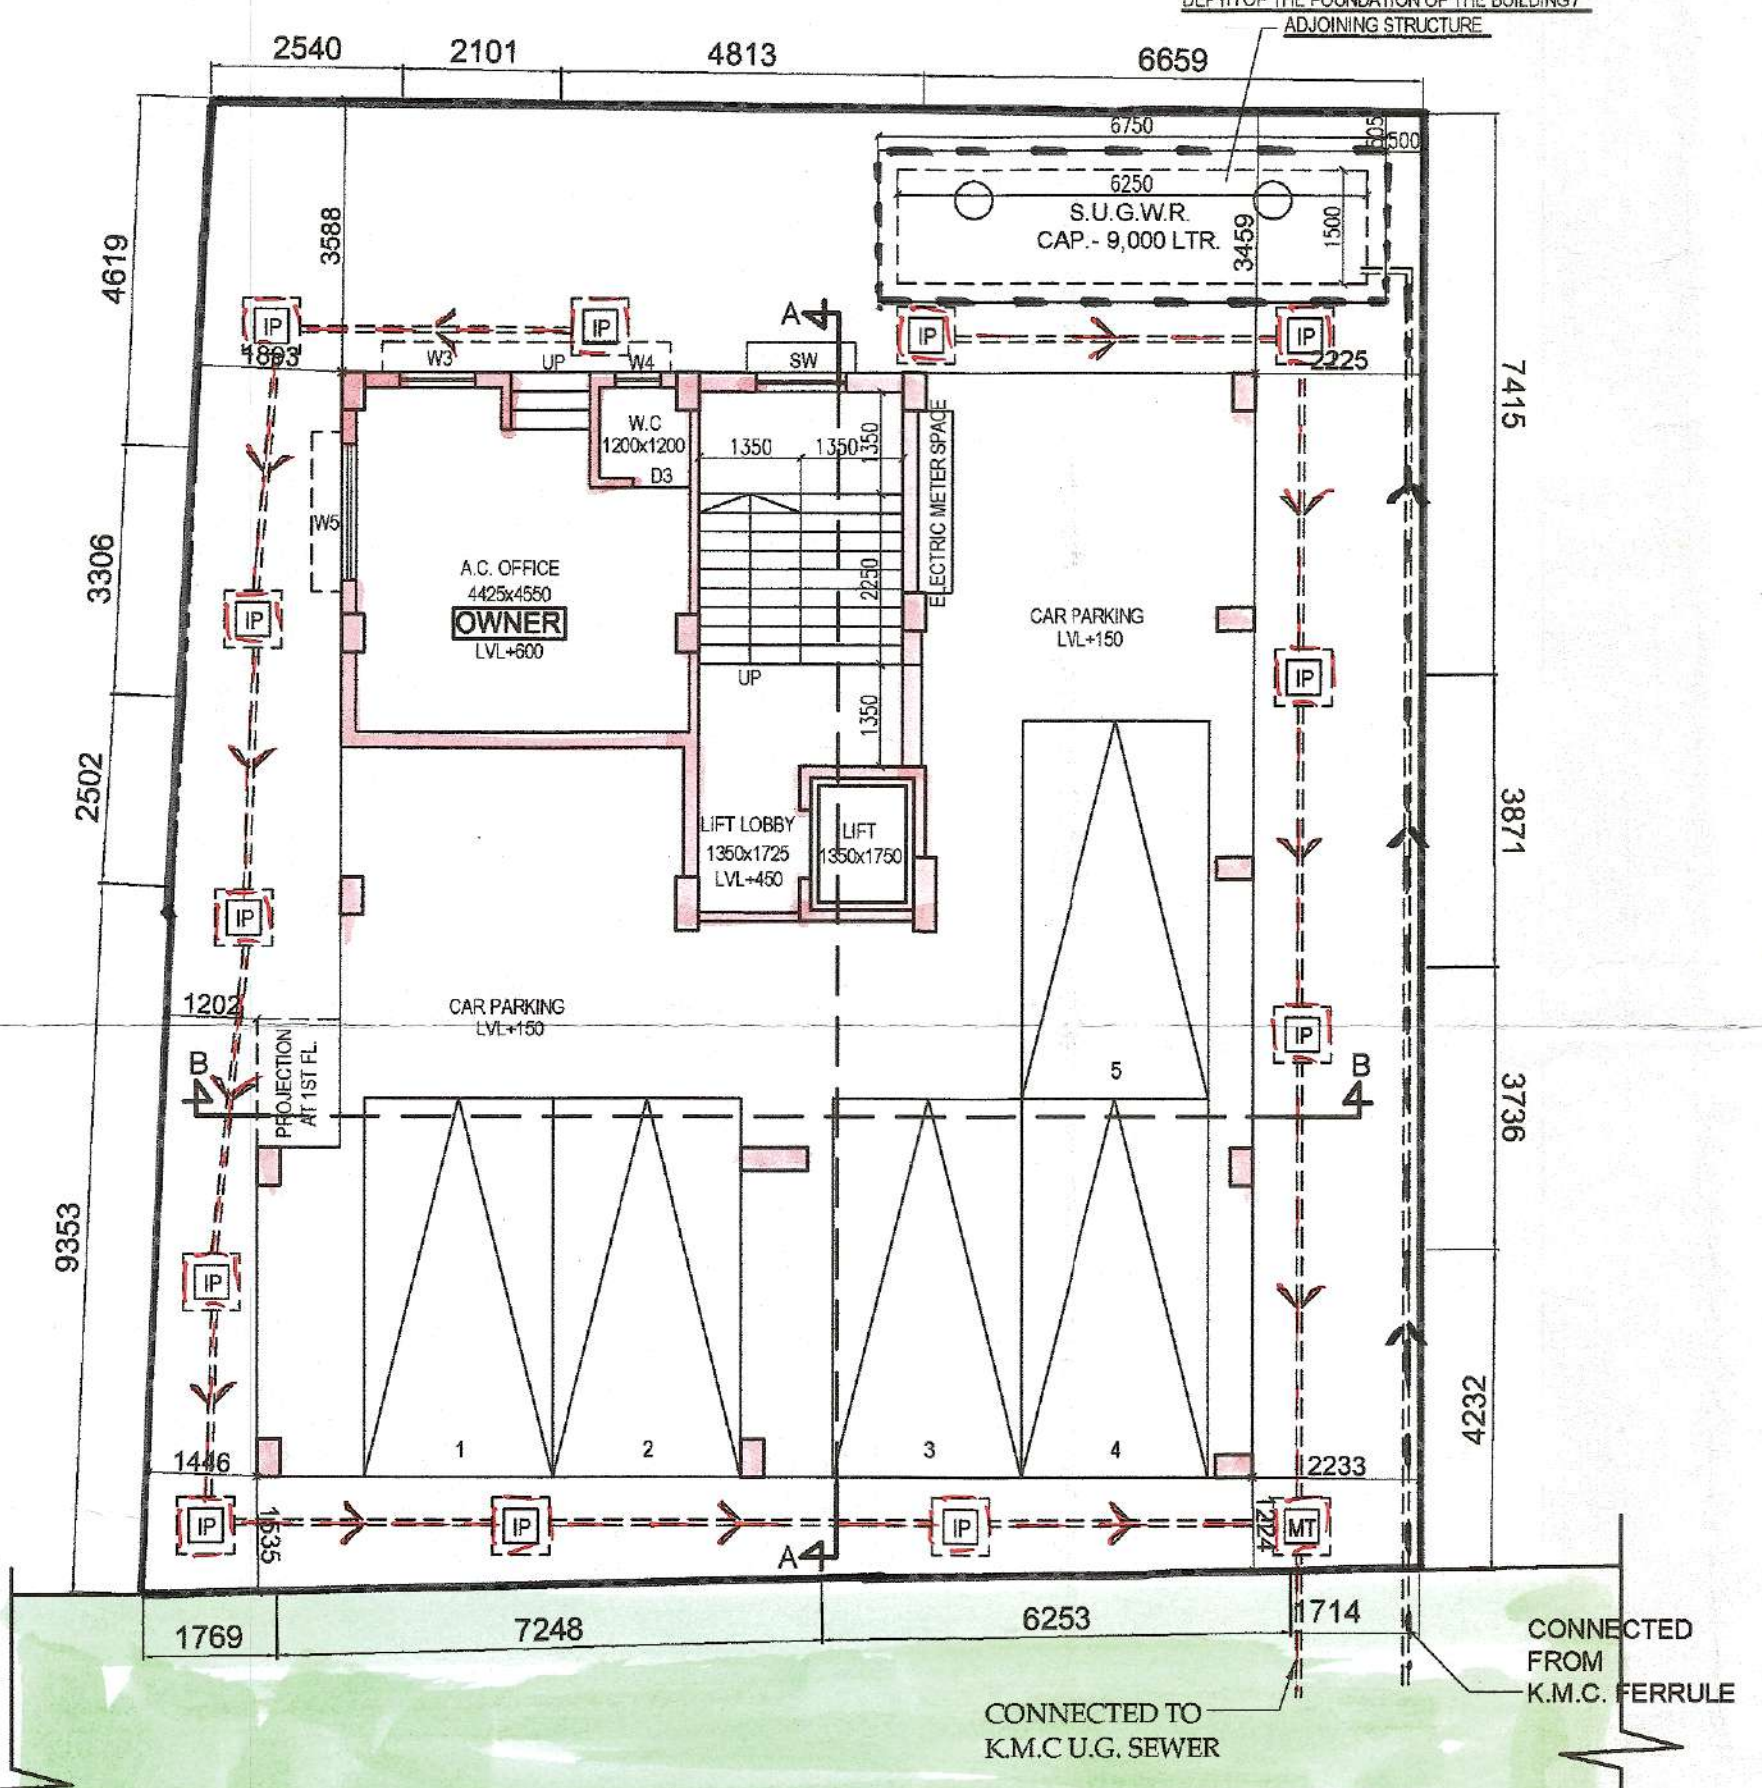 DEPTH OF THE FOUNDATION OF THE BUILDING /
ADJOINING STRUCTURE
2540
2101
4813
6659
6750
505
500
6250
S.U.G.W.R.
CAP.- 9,000 LTR.
3459
1500
4619
3588
IP
IP
A
IP
IP
1893
W3
UP
W4
SW
2225
7415
W.C
1200x1200
D3
1350
1350
1350
ELECTRIC METER SPACE
W5
3306
A.C. OFFICE
4425x4550
OWNER
LVL+600
2250
CAR PARKING
LVL+150
IP
IP
UP
1350
2502
LIFT LOBBY
1350x1725
LVL+450
LIFT
1350x1750
3871
IP
1202
CAR PARKING
LVL+150
IP
PROJECTION
AT 1ST FL.
B
B
5
3736
9353
IP
4232
1
2
3
4
1446
2233
IP
1535
IP
IP
1224
MT
A
1769
7248
6253
1714
CONNECTED
FROM
K.M.C. FERRULE
CONNECTED TO
K.M.C U.G. SEWER